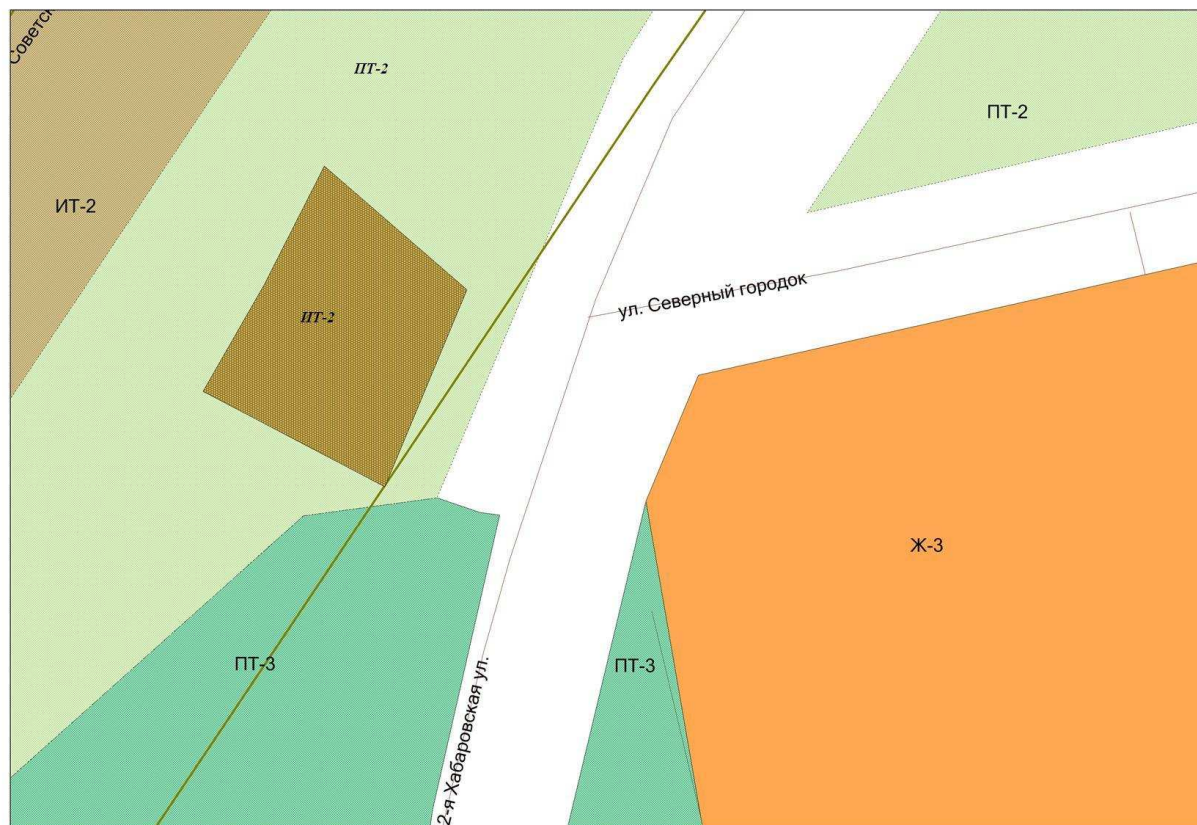 ПТ-2
ПТ-2
ИТ-2
ИТ-2
ул. Северный городок
Ж-3
ПТ-3
ПТ-3
2-я Хабаровская ул.